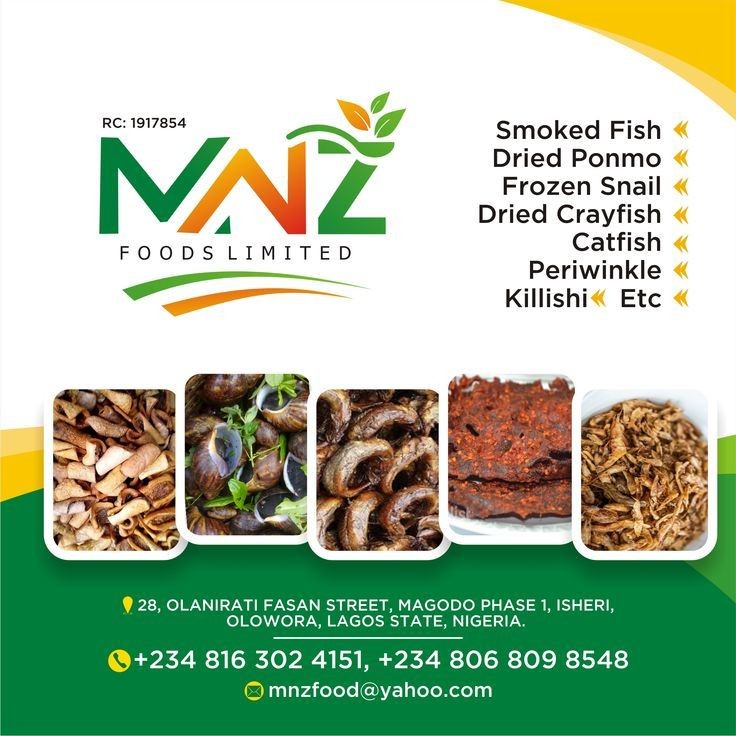 RC: 1917854
MNZ
FOODS LIMITED
Smoked Fish
Dried Ponmo
Frozen Snail
Dried Crayfish
Catfish
Periwinkle
Killishi Etc
28, OLANIRATI FASAN STREET, MAGODO PHASE 1, ISHERI,
OLOWORA, LAGOS STATE, NIGERIA.
+234 816 302 4151, +234 806 809 8548
mnzfood@yahoo.com